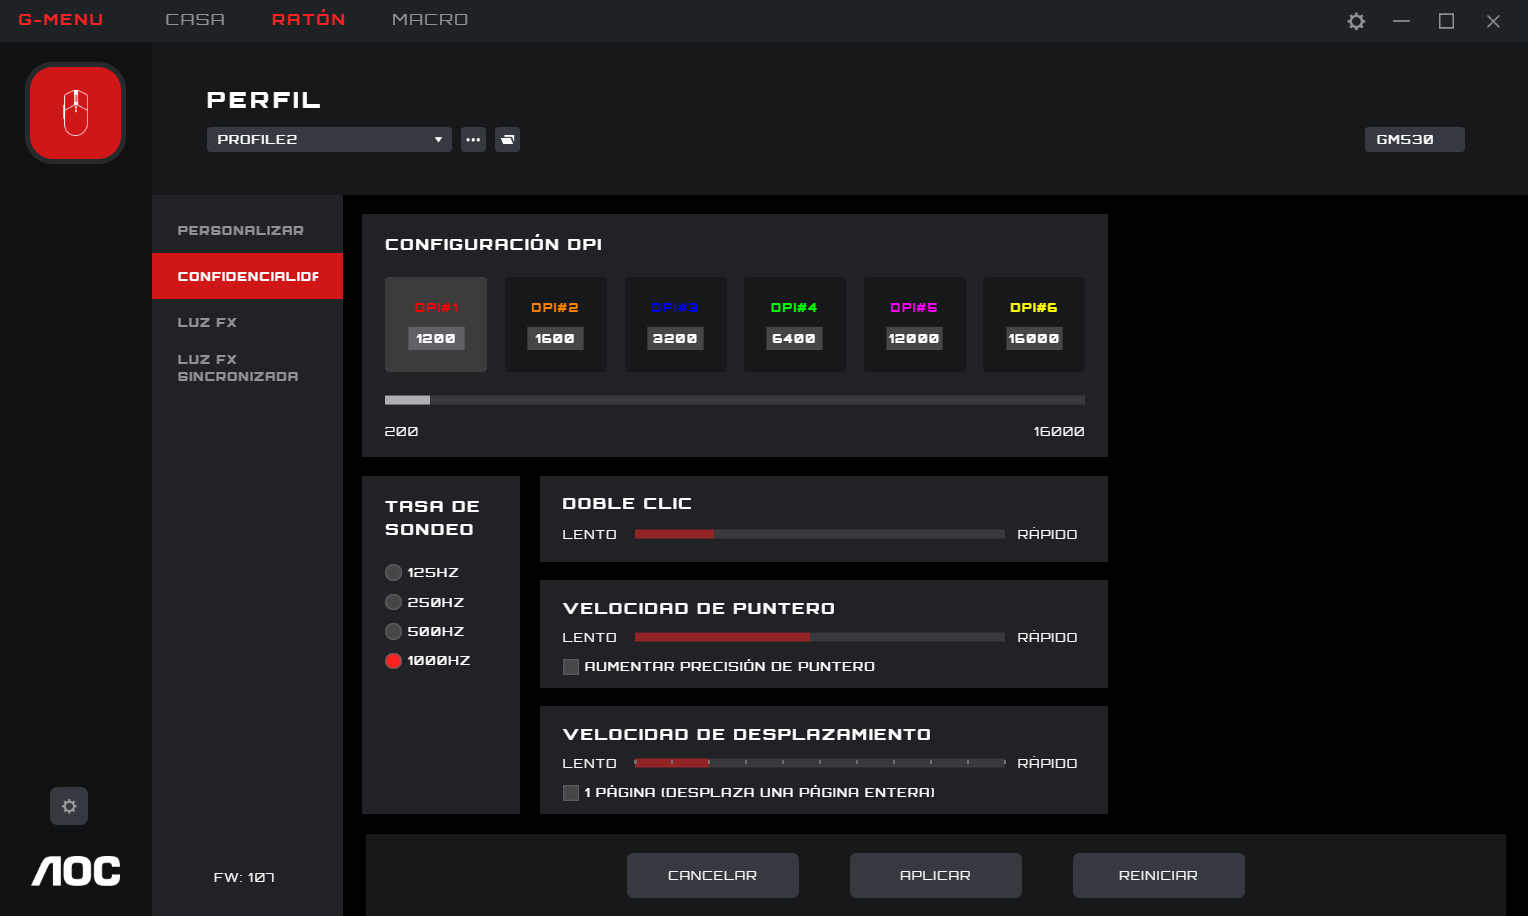 G-MENU CASA RATÓN MACRO
PERFIL
PROFILE2
GM530
PERSONALIZAR
LUZ FX
LUZ FX
SINCRONIZADA
FW: 107
AOC
CONFIGURACIÓN DPI
DPI#1 DPI#2 DPI#3 DPI#4 DPI#5 DPI#6
1200 1600 3200 6400 12000 16000
200 16000
TASA DE
SONDEO
125HZ
250HZ
500HZ
1000HZ
DOBLE CLIC
LENTO RÁPIDO
VELOCIDAD DE PUNTERO
LENTO RÁPIDO
AUMENTAR PRECISIÓN DE PUNTERO
VELOCIDAD DE DESPLAZAMIENTO
LENTO RÁPIDO
1 PÁGINA (DESPLAZA UNA PÁGINA ENTERA)
CANCELAR APLICAR REINICIAR